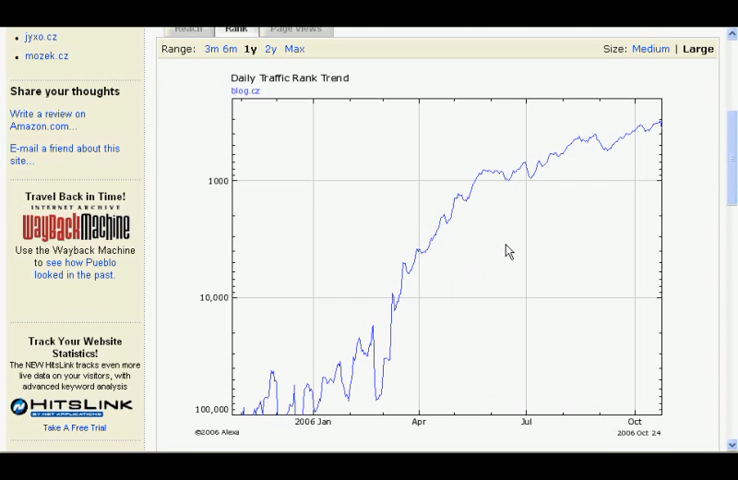 jyxo.cz
mozek.cz
Share your thoughts
Write a review on
Amazon.com...
E-mail a friend about this
site...
Travel Back in Time!
INTERNET ARCHIVE
WayBackMachine
Use the Wayback Machine
to see how Pueblo
looked in the past.
Track Your Website
Statistics!
The NEW HitsLink tracks even more
live data on your visitors, with
advanced keyword analysis
HITSLINK
BY NET APPLICATIONS
Take A Free Trial
Reach Rank Page Views
Range: 3m 6m 1y 2y Max
Size: Medium | Large
Daily Traffic Rank Trend
blog.cz
1000
10,000
100,000
2006 Jan Apr Jul Oct
©2006 Alexa
2006 Oct 24